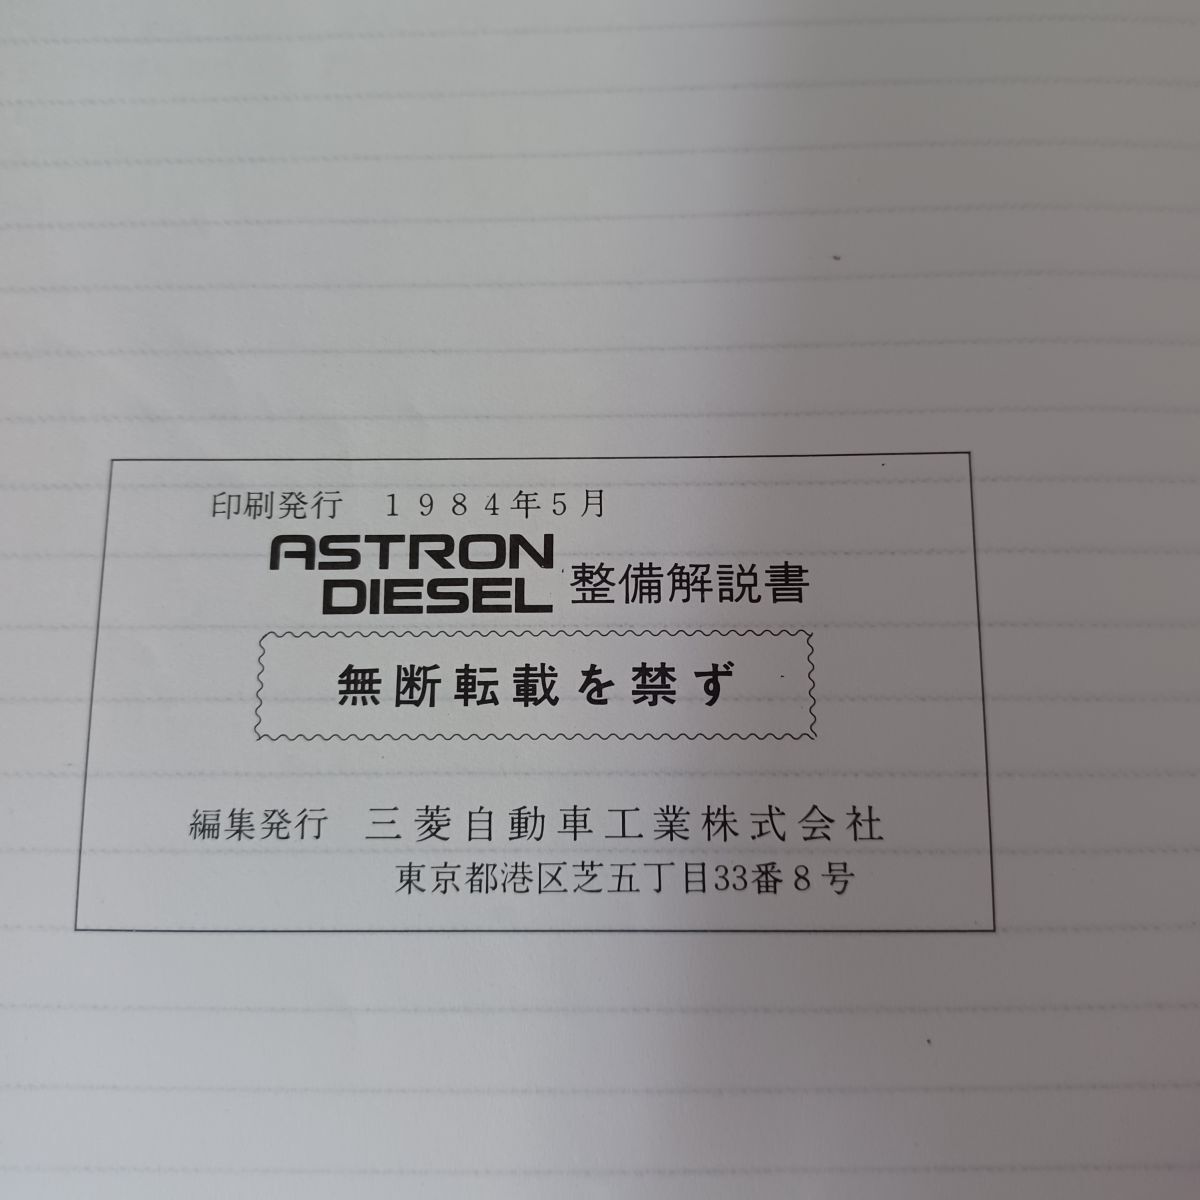 印刷発行　１９８４年５月
ASTRON
DIESEL 整備解説書
無断転載を禁ず
編集発行　三菱自動車工業株式会社
東京都港区芝五丁目33番８号